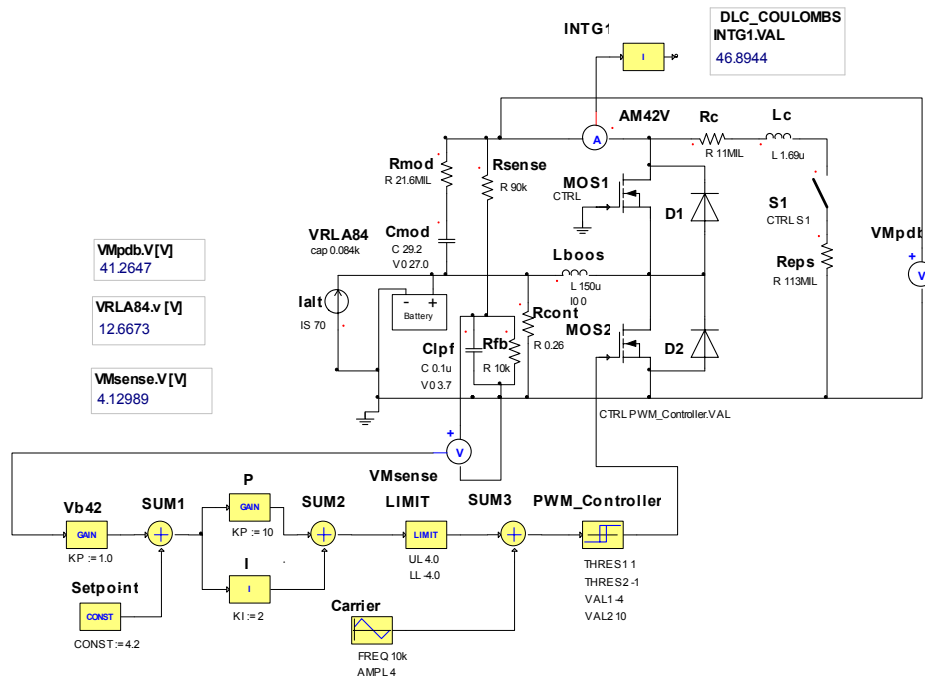 INTG1
I
DLC_COULOMBS
INTG1.VAL
46.8944
AM42V
A
Rc
R 11MIL
Lc
L 1.69u
Rmod
R 21.6MIL
Rsense
R 90k
MOS1
CTRL
D1
S1
CTRL S1
VMpdb
+
V
Cmod
C 29.2
V0 27.0
VRLA84
cap 0.084k
Lboos
L 150u
I0 0
Reps
R 113MIL
VMpdb.V [V]
41.2647
VRLA84.v [V]
12.6673
VMsense.V [V]
4.12989
Ialt
IS 70
- +
Battery
Rcont
R 0.26
MOS2
D2
Clpf
C 0.1u
V0 3.7
Rfb
R 10k
CTRL PWM_Controller.VAL
+
V
VMsense
Vb42
GAIN
KP := 1.0
SUM1
P
GAIN
KP := 10
SUM2
LIMIT
LIMIT
UL 4.0
LL -4.0
SUM3
PWM_Controller
THRES1 1
THRES2 -1
VAL1 -4
VAL2 10
I
I
KI := 2
Setpoint
CONST
CONST := 4.2
Carrier
FREQ 10k
AMPL 4